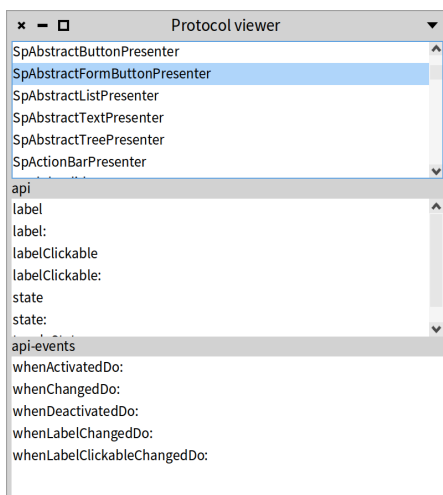 Protocol viewer
SpAbstractButtonPresenter
SpAbstractFormButtonPresenter
SpAbstractListPresenter
SpAbstractTextPresenter
SpAbstractTreePresenter
SpActionBarPresenter
api
label
label:
labelClickable
labelClickable:
state
state:
api-events
whenActivatedDo:
whenChangedDo:
whenDeactivatedDo:
whenLabelChangedDo:
whenLabelClickableChangedDo: